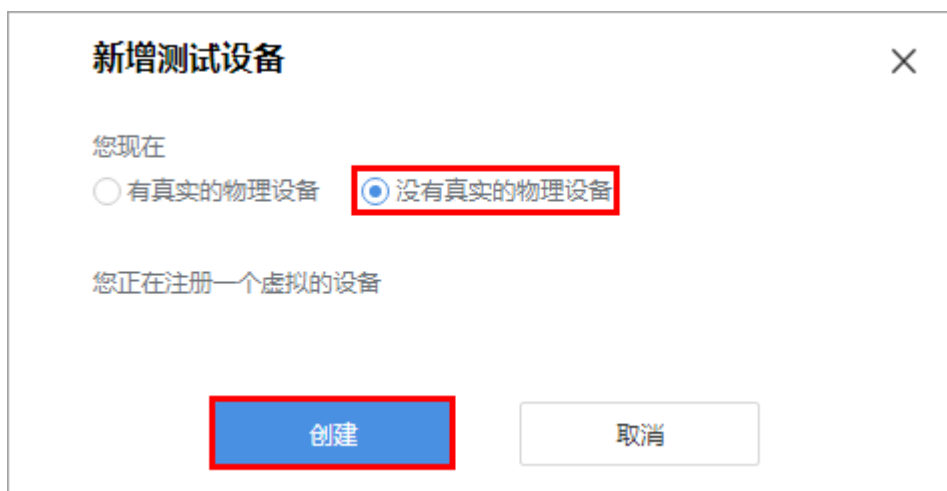 新增测试设备
您现在
有真实的物理设备 没有真实的物理设备
您正在注册一个虚拟的设备
创建 取消